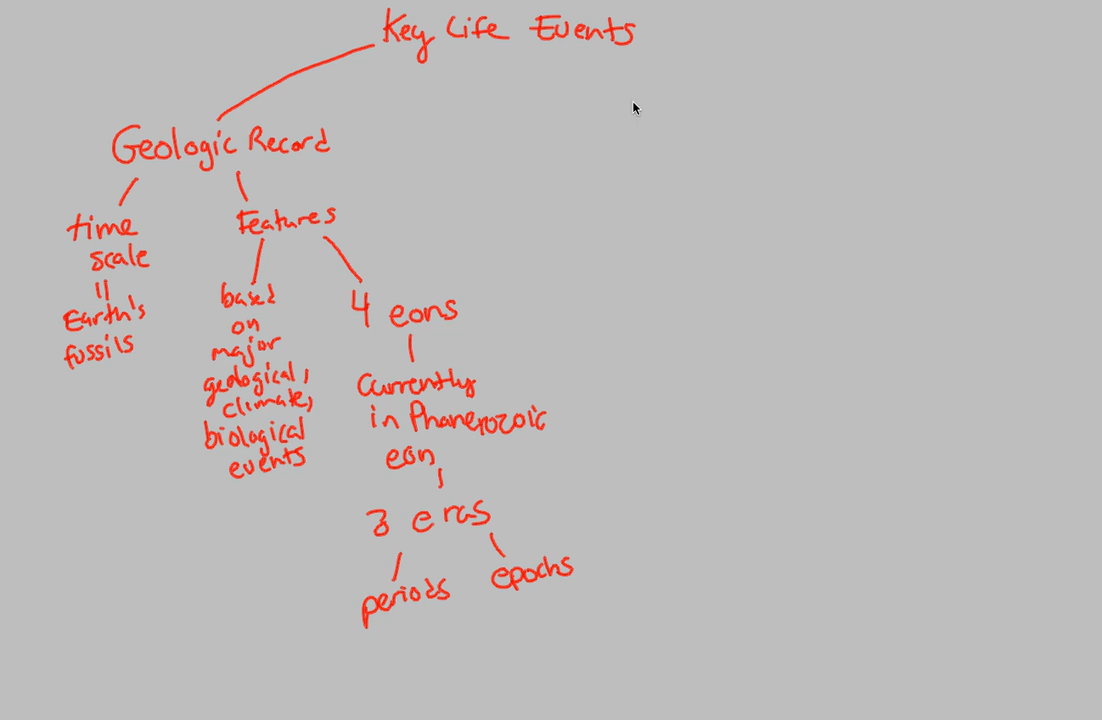 Key Life Events
Geologic Record
time
scale
Earth's
fossils
Features
based
on
major
geological,
climate,
biological
events
4 eons
Currently
in Phanerozoic
eon
3 eras
periods
epochs